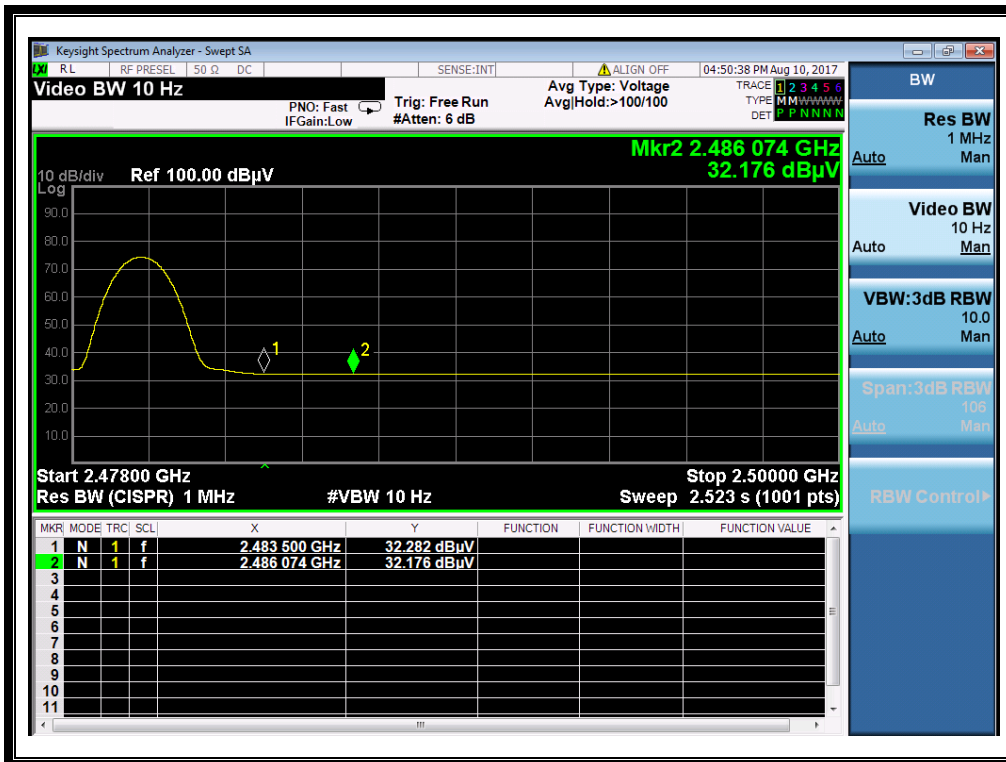 Keysight Spectrum Analyzer - Swept SA
LXI RL RF PRESEL 50 Ω DC SENSE:INT ALIGN OFF 04:50:38 PM Aug 10, 2017
Video BW 10 Hz
PNO: Fast
IFGain:Low
Trig: Free Run
#Atten: 6 dB
Avg Type: Voltage
Avg|Hold:>100/100
TRACE 1 2 3 4 5 6
TYPE M M W W W W
DET P P N N N N
Mkr2 2.486 074 GHz
32.176 dBµV
10 dB/div Ref 100.00 dBµV
Log
90.0
80.0
70.0
60.0
50.0
40.0
30.0
20.0
10.0
1
2
Start 2.47800 GHz Stop 2.50000 GHz
Res BW (CISPR) 1 MHz #VBW 10 Hz Sweep 2.523 s (1001 pts)
MKR MODE TRC SCL X Y FUNCTION FUNCTION WIDTH FUNCTION VALUE
1 N 1 f 2.483 500 GHz 32.282 dBµV
2 N 1 f 2.486 074 GHz 32.176 dBµV
3
4
5
6
7
8
9
10
11
BW
Res BW
1 MHz
Auto Man
Video BW
10 Hz
Auto Man
VBW:3dB RBW
10.0
Auto Man
Span:3dB RBW
106
Auto Man
RBW Control